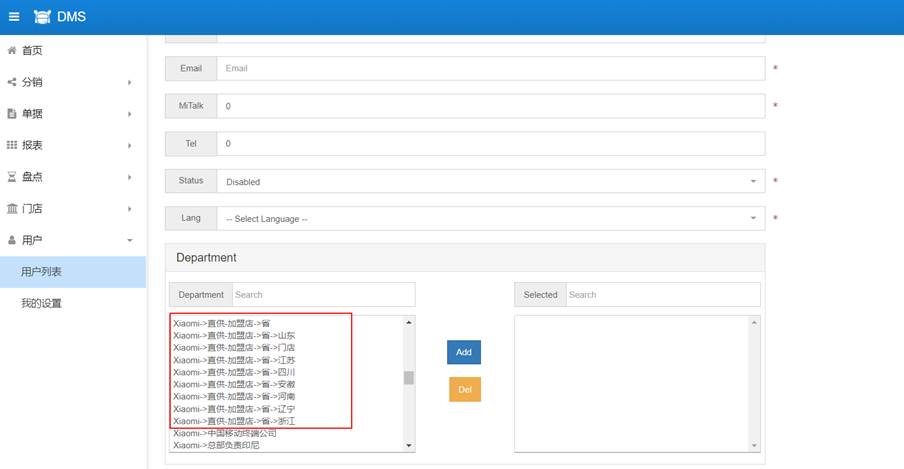 DMS
首页
分销
单据
报表
盘点
门店
用户
用户列表
我的设置
Email Email *
MiTalk 0 *
Tel 0
Status Disabled *
Lang -- Select Language -- *
Department
Department Search
Xiaomi->直供-加盟店->省
Xiaomi->直供-加盟店->省->山东
Xiaomi->直供-加盟店->省->门店
Xiaomi->直供-加盟店->省->江苏
Xiaomi->直供-加盟店->省->四川
Xiaomi->直供-加盟店->省->安徽
Xiaomi->直供-加盟店->省->河南
Xiaomi->直供-加盟店->省->辽宁
Xiaomi->直供-加盟店->省->浙江
Xiaomi->中国移动终端公司
Xiaomi->总部负责印尼
Add
Del
Selected Search